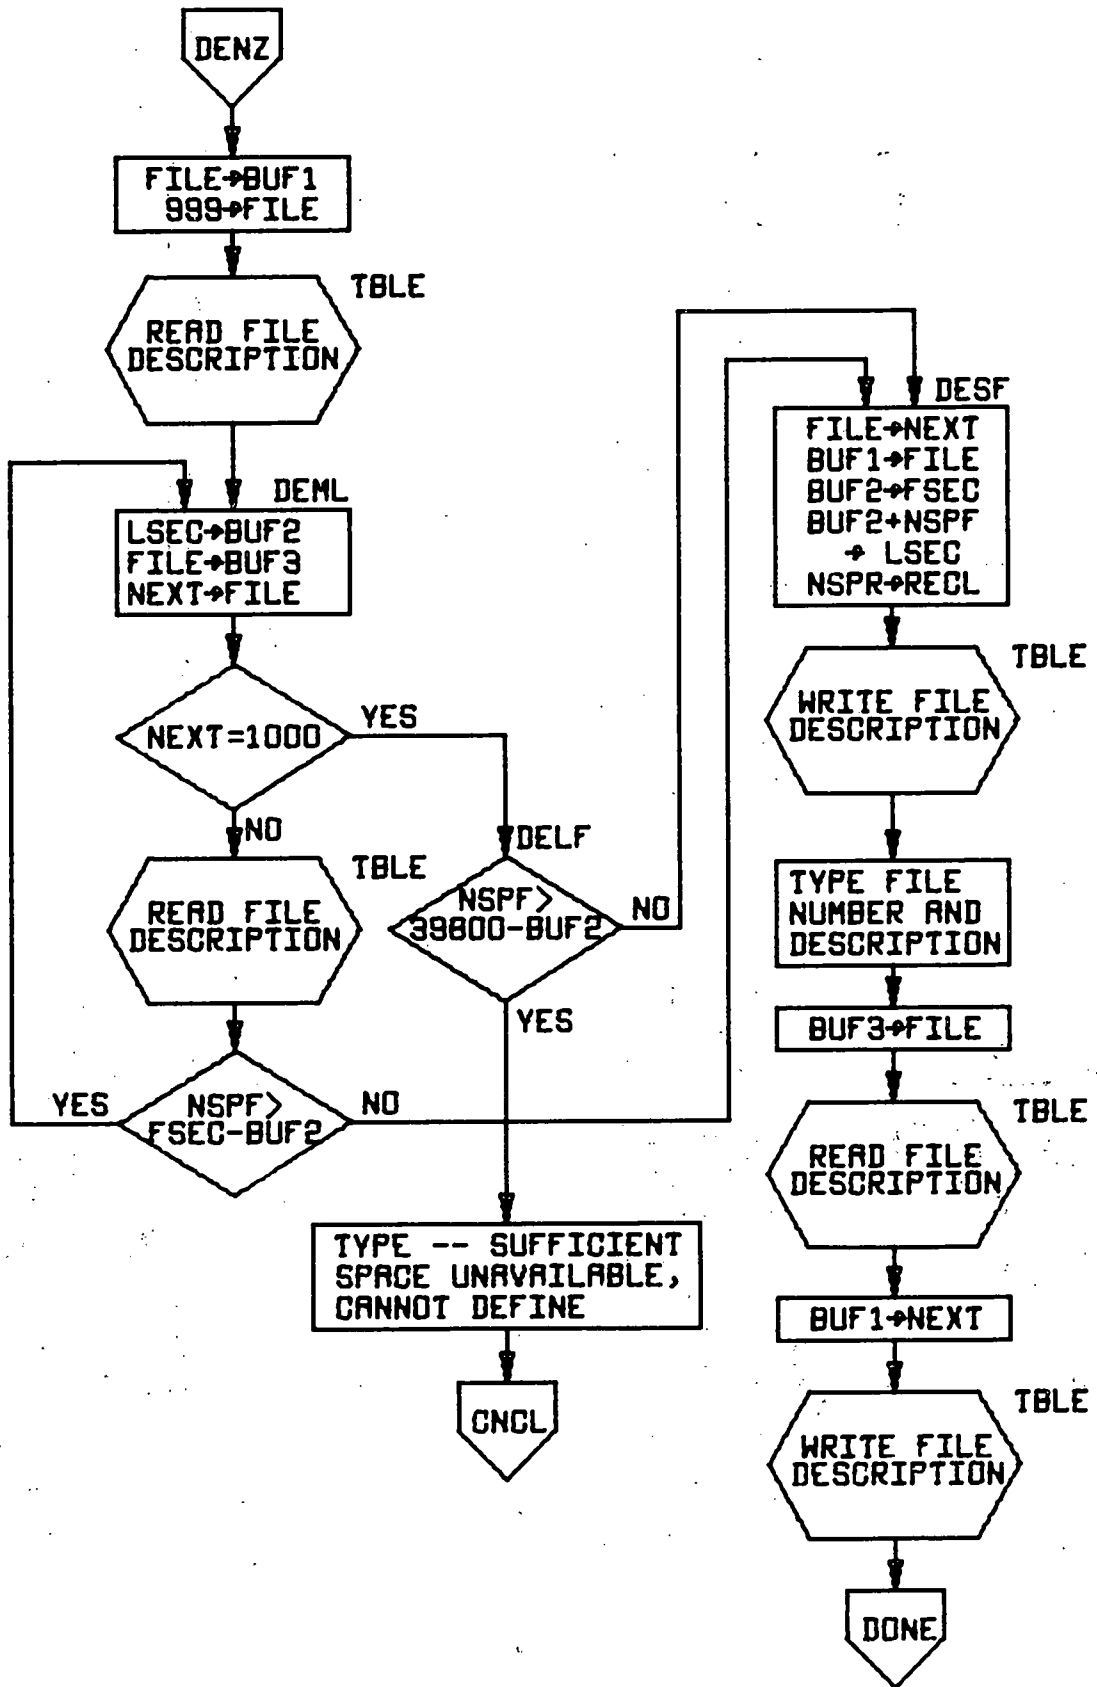 DENZ
FILE→BUF1
999→FILE
TBLE
READ FILE
DESCRIPTION
DEML
LSEC→BUF2
FILE→BUF3
NEXT→FILE
NEXT=1000
YES
NO
TBLE
READ FILE
DESCRIPTION
YES
NSPF>
FSEC-BUF2
NO
DELF
NSPF>
39800-BUF2
NO
YES
TYPE -- SUFFICIENT
SPACE UNAVAILABLE,
CANNOT DEFINE
CNCL
DESF
FILE→NEXT
BUF1→FILE
BUF2→FSEC
BUF2+NSPF
→ LSEC
NSPR→RECL
TBLE
WRITE FILE
DESCRIPTION
TYPE FILE
NUMBER AND
DESCRIPTION
BUF3→FILE
TBLE
READ FILE
DESCRIPTION
BUF1→NEXT
TBLE
WRITE FILE
DESCRIPTION
DONE